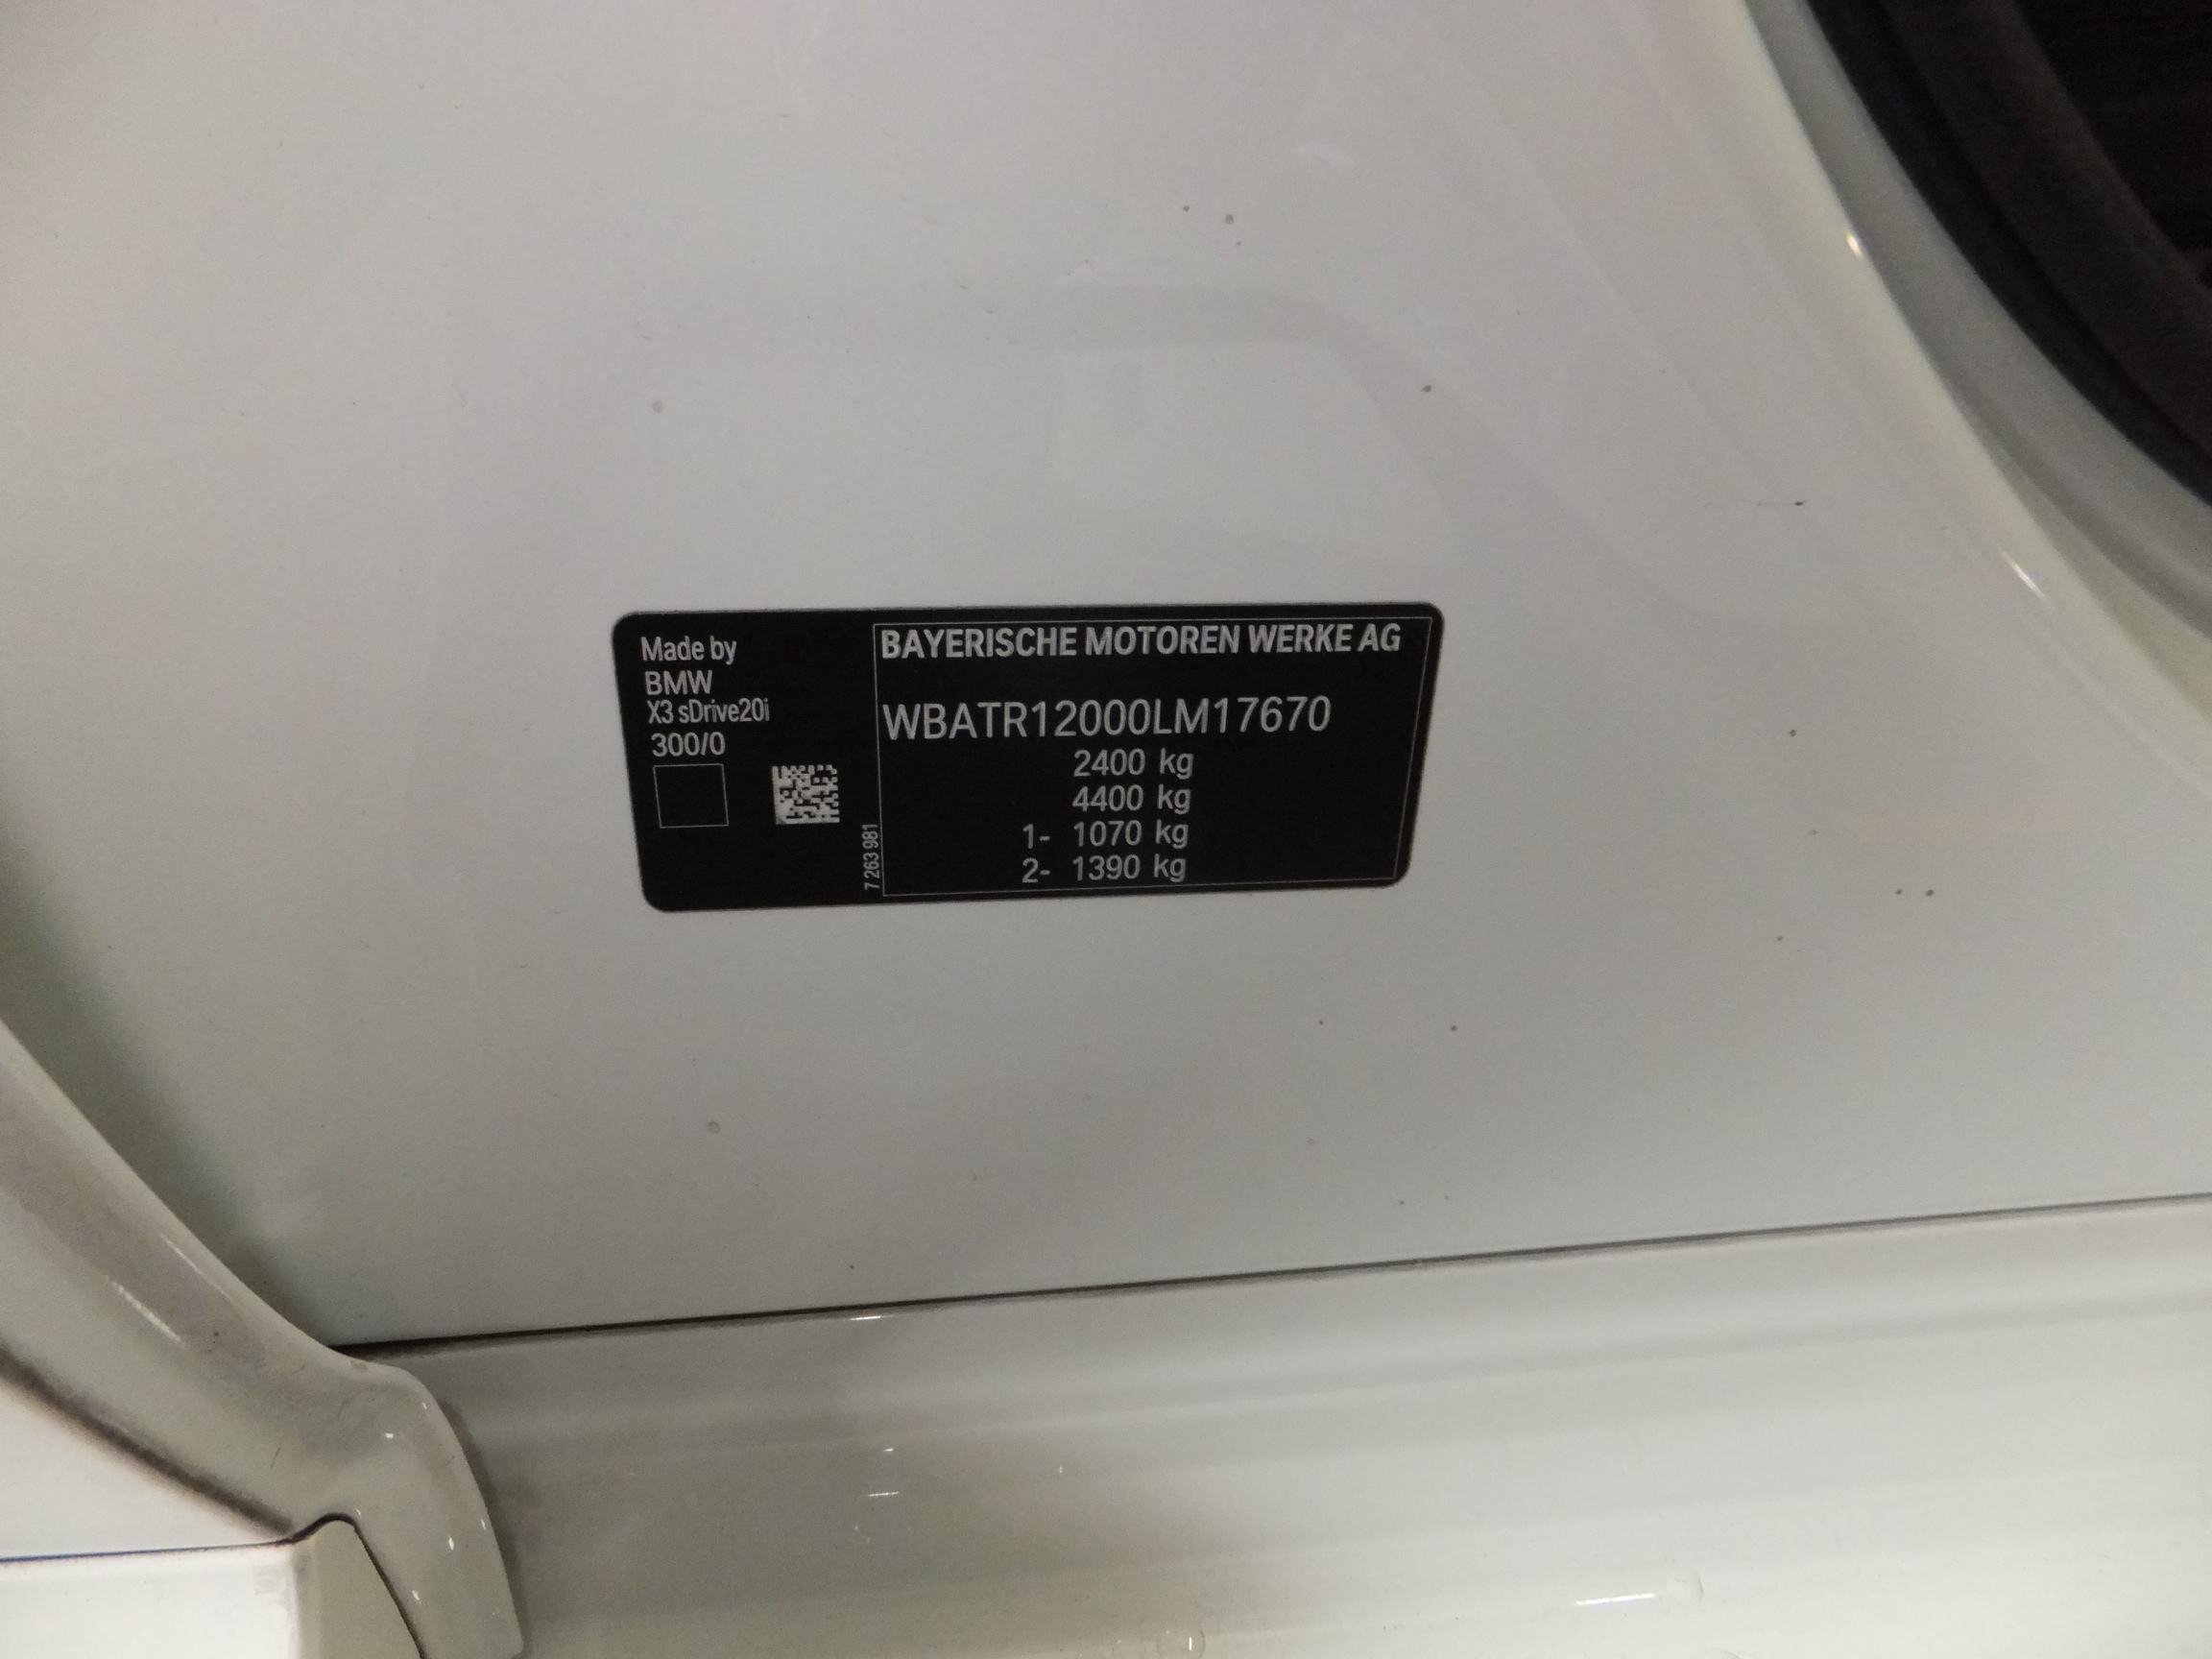 Made by
BMW
X3 sDrive20i
300/0
7 263 981
BAYERISCHE MOTOREN WERKE AG
WBATR12000LM17670
2400 kg
4400 kg
1- 1070 kg
2- 1390 kg